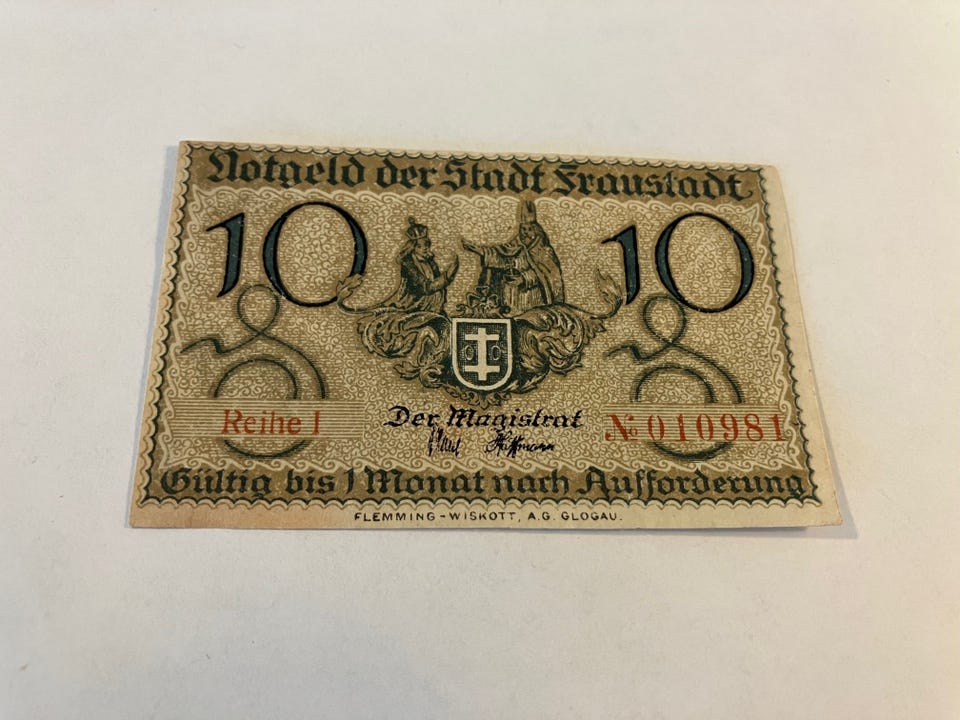 Notgeld der Stadt Fraustadt
10 10
Reihe I
Der Magistrat
№ 010981
Gültig bis 1 Monat nach Aufforderung
FLEMMING-WISKOTT, A.G. GLOGAU.